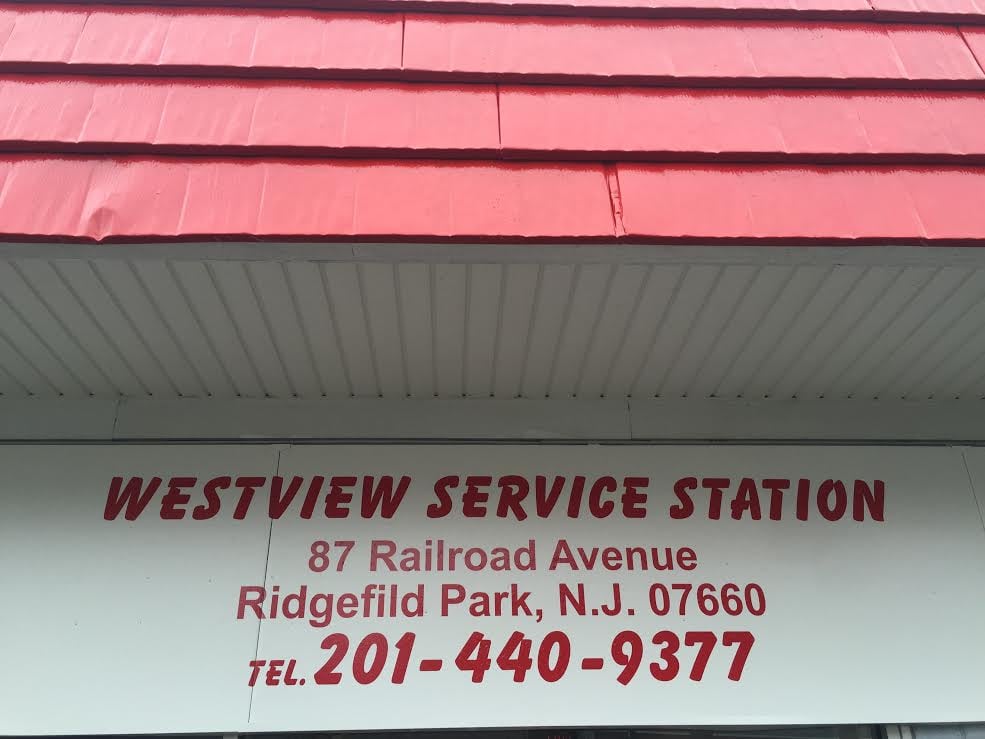 WESTVIEW SERVICE STATION
87 Railroad Avenue
Ridgefild Park, N.J. 07660
TEL. 201-440-9377